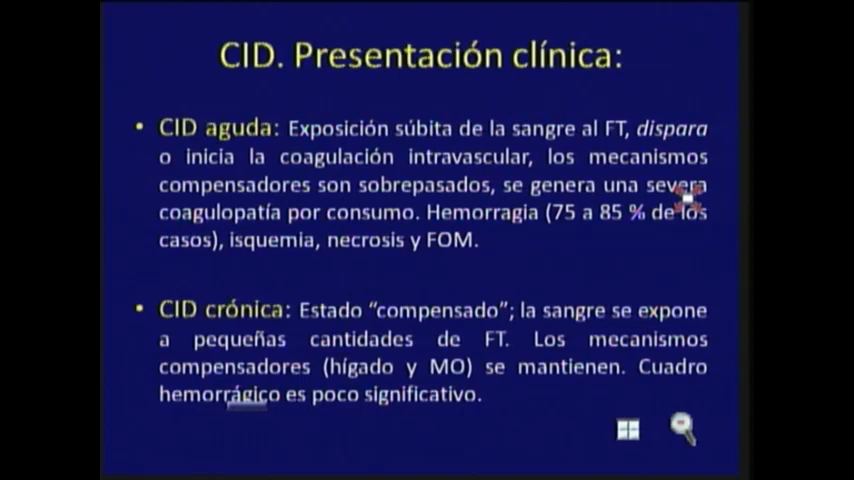 CID. Presentación clínica:
• CID aguda: Exposición súbita de la sangre al FT, dispara
o inicia la coagulación intravascular, los mecanismos
compensadores son sobrepasados, se genera una severa
coagulopatía por consumo. Hemorragia (75 a 85 % de los
casos), isquemia, necrosis y FOM.
• CID crónica: Estado “compensado”; la sangre se expone
a pequeñas cantidades de FT. Los mecanismos
compensadores (hígado y MO) se mantienen. Cuadro
hemorrágico es poco significativo.